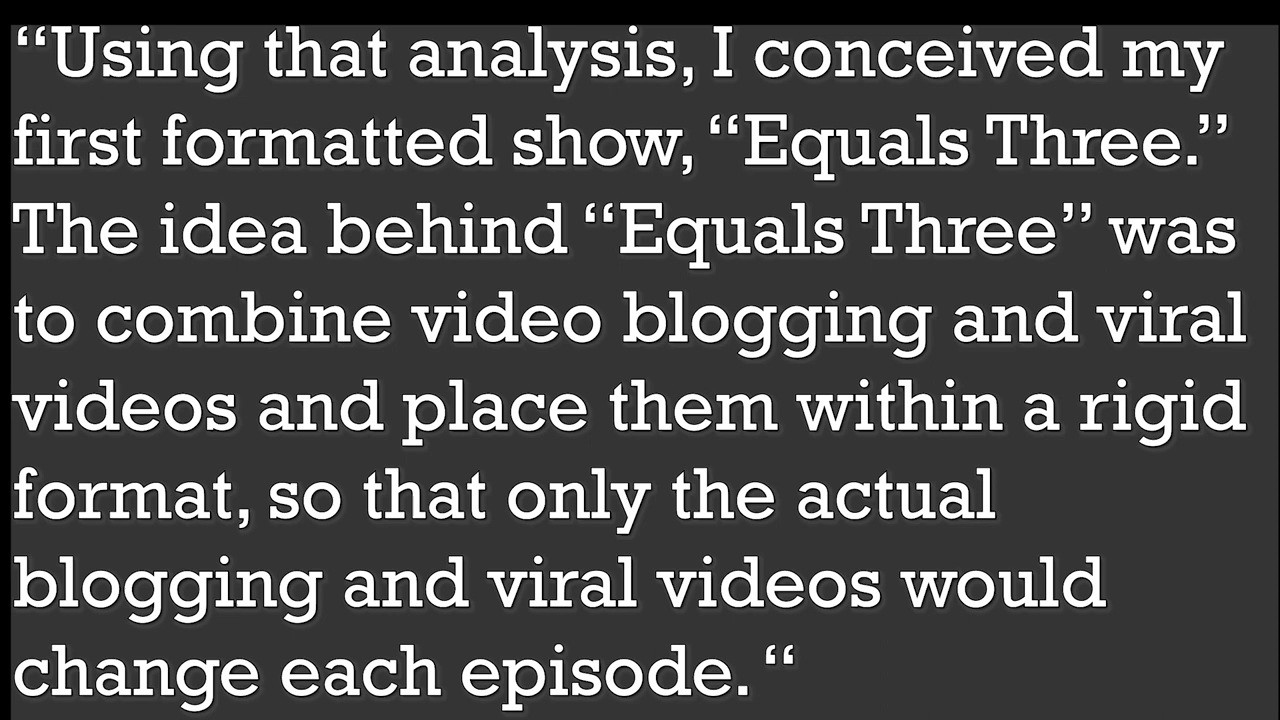 “Using that analysis, I conceived my
first formatted show, “Equals Three.”
The idea behind “Equals Three” was
to combine video blogging and viral
videos and place them within a rigid
format, so that only the actual
blogging and viral videos would
change each episode. “